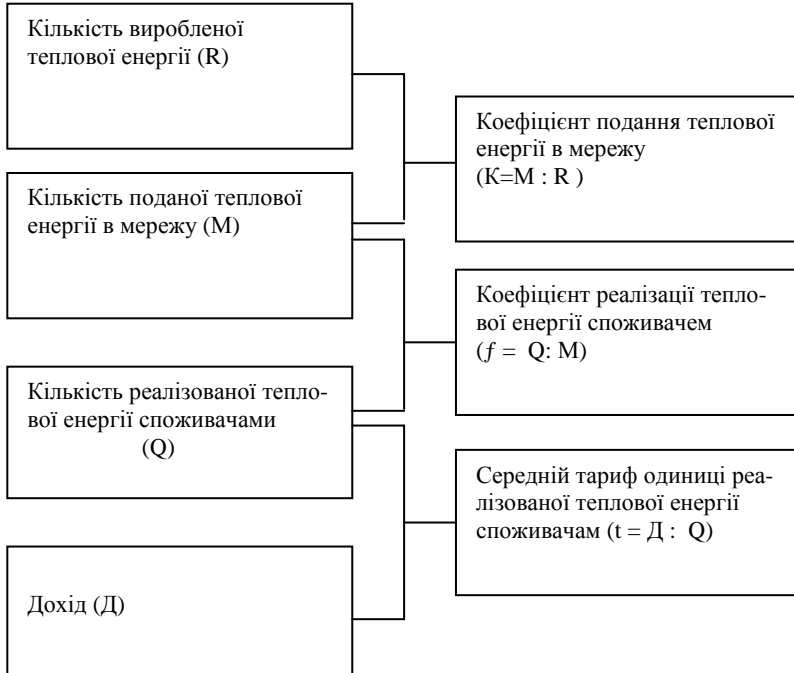 Кількість виробленої
теплової енергії (R)
Кількість поданої теплової
енергії в мережу (М)
Кількість реалізованої тепло-
вої енергії споживачами
(Q)
Дохід (Д)
Коефіцієнт подання теплової
енергії в мережу
(К=М : R )
Коефіцієнт реалізації тепло-
вої енергії споживачем
(f = Q: М)
Середній тариф одиниці реа-
лізованої теплової енергії
споживачам (t = Д : Q)